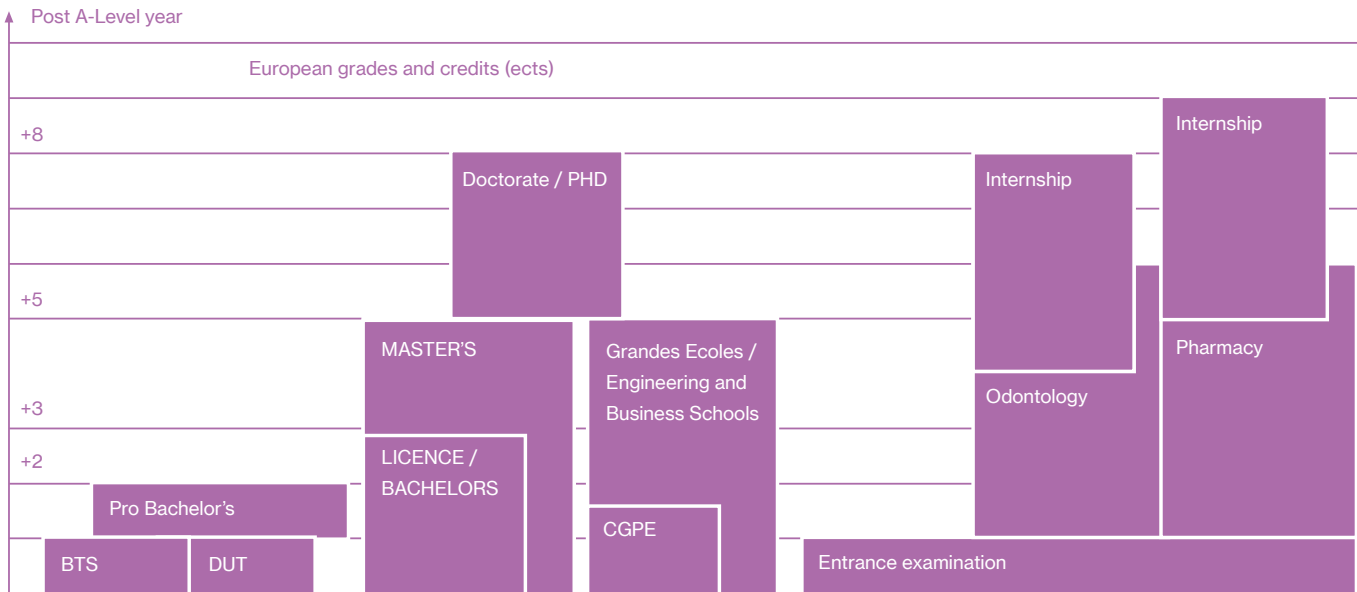 Post A-Level year
European grades and credits (ects)
+8
Internship
Doctorate / PHD
Internship
+5
MASTER'S
Grandes Ecoles /
Engineering and
Business Schools
Pharmacy
Odontology
+3
+2
LICENCE /
BACHELORS
Pro Bachelor's
CGPE
BTS
DUT
Entrance examination